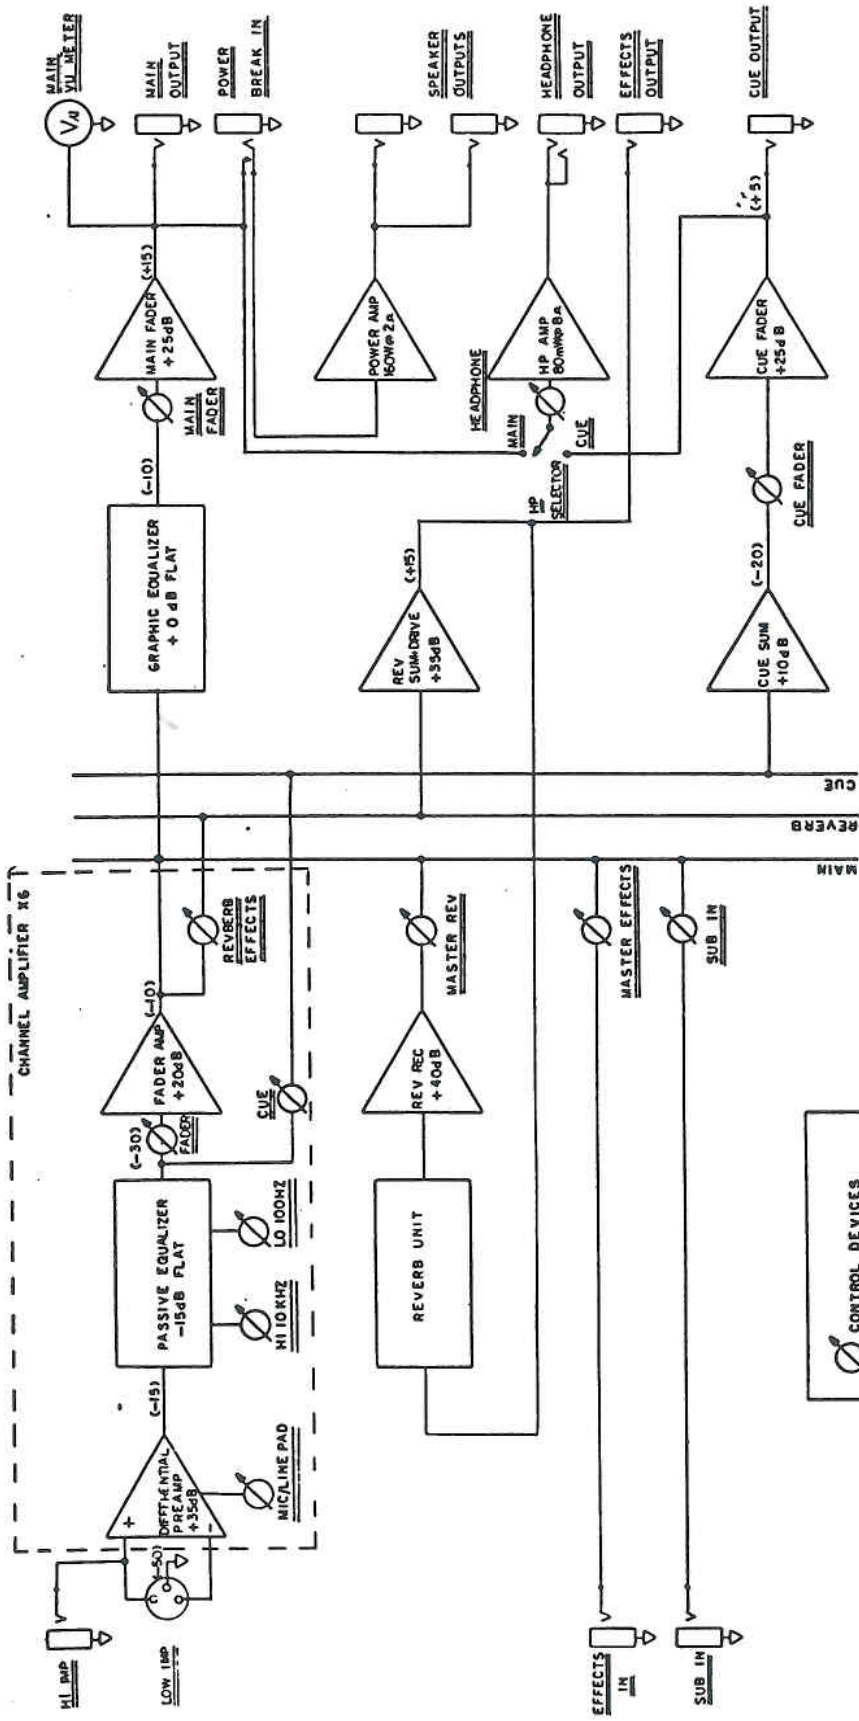 CHANNEL AMPLIFIER X6
HI IMP
LOW IMP
(-50)
+
-
DIFFTHENTIAL
PREAMP
+35dB
MIC/LINE PAD
(-15)
PASSIVE EQUALIZER
-15dB FLAT
HI 10KHZ
LO 100HZ
(-30)
FADER
FADER AMP
+20dB
(-10)
CUE
REVBERB
EFFECTS
GRAPHIC EQUALIZER
+0dB FLAT
(-10)
MAIN
FADER
MAIN FADER
+25dB
(+15)
MAIN
VU METER
VU
MAIN
OUTPUT
POWER
BREAK IN
REVERB UNIT
REV REC
+40dB
MASTER REV
REV
SUM+DRIVE
+35dB
(+15)
POWER AMP
160W@2Ω
SPEAKER
OUTPUTS
HEADPHONE
MAIN
CUE
HP
SELECTOR
HP AMP
80mW@8Ω
HEADPHONE
OUTPUT
EFFECTS
OUTPUT
EFFECTS
IN
MASTER EFFECTS
SUB IN
SUB IN
MAIN
REVERB
CUE
CUE SUM
+10dB
(-20)
CUE FADER
CUE FADER
+25dB
(+5)
CUE OUTPUT
CONTROL DEVICES